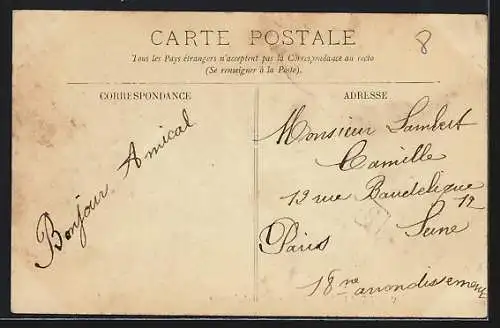 CARTE POSTALE
Tous les Pays étrangers n'acceptent pas la Correspondance au recto
(Se renseigner à la Poste).
8
CORRESPONDANCE
ADRESSE
Bonjour Amical
Monsieur Lambert
Camille
13 rue Baudelique
12
Paris Seine
18me arrondissement